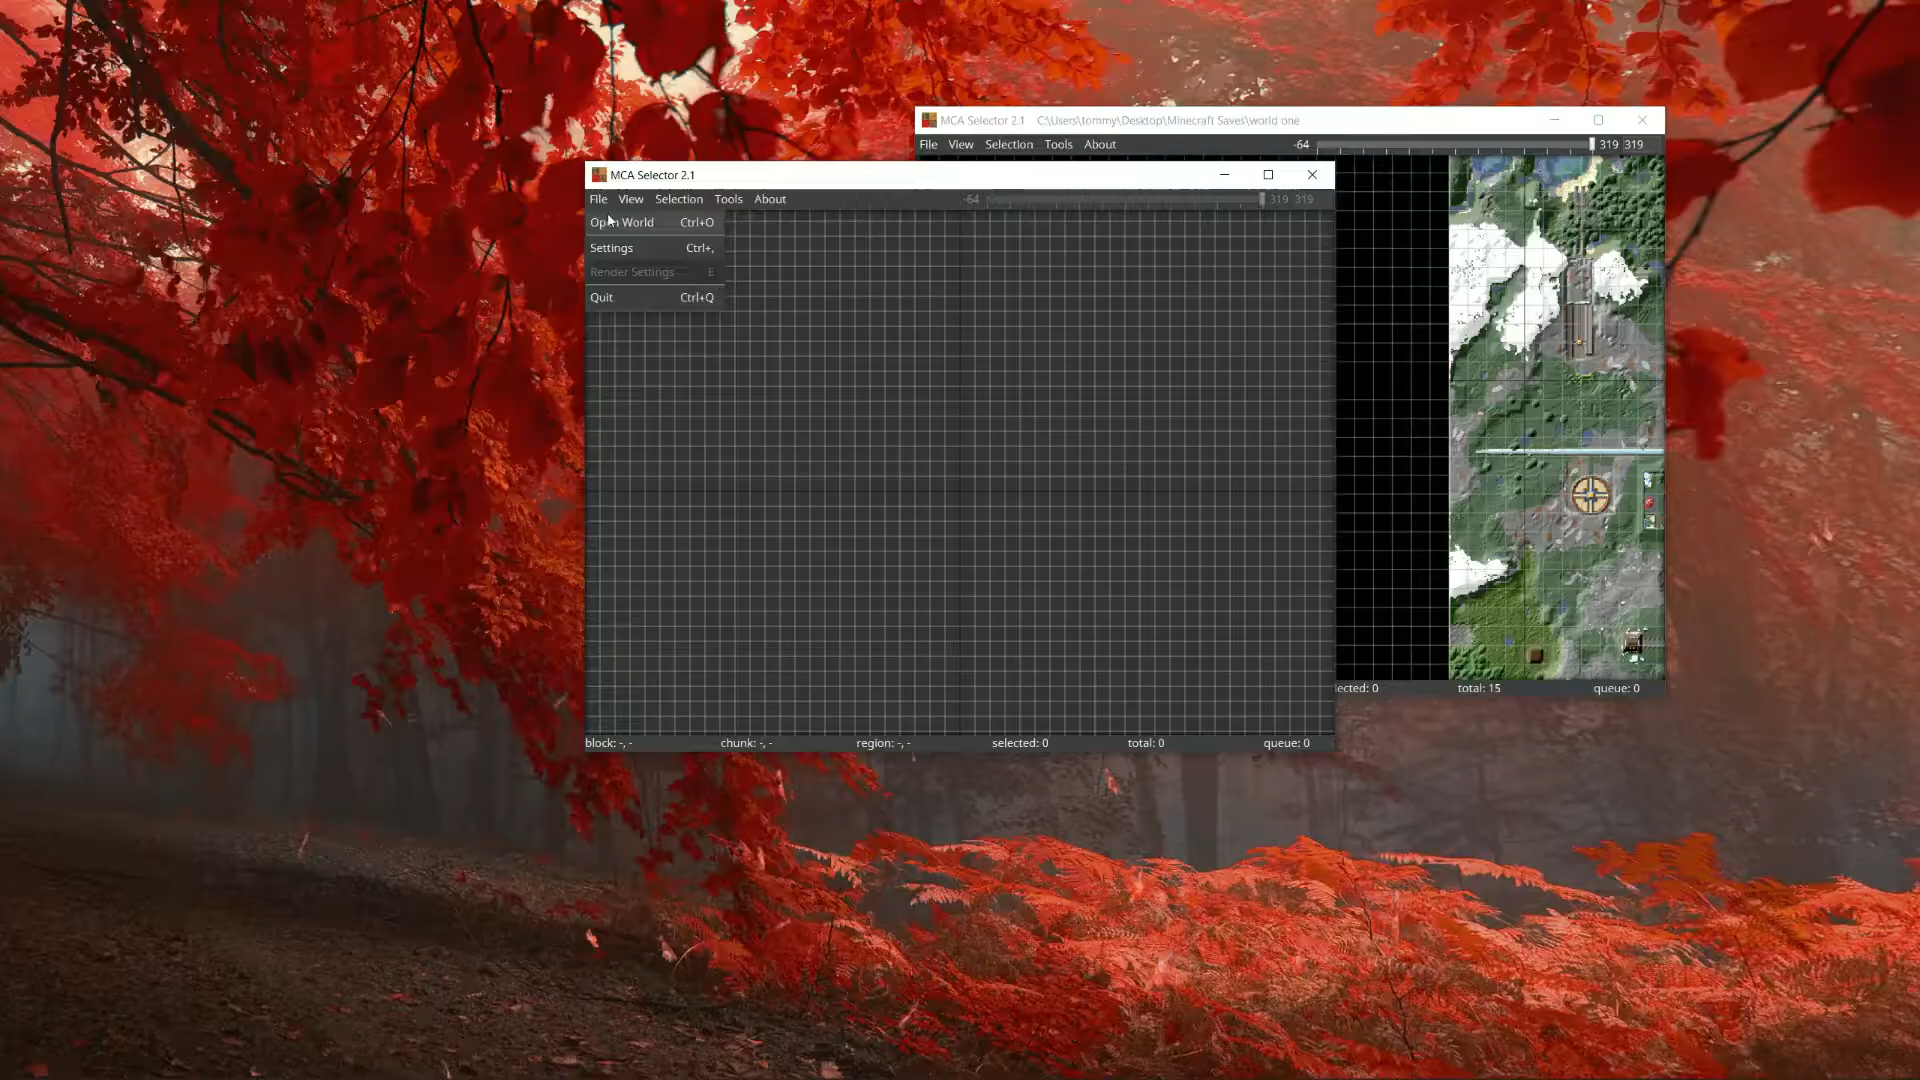 MCA Selector 2.1 C:\Users\tommy\Desktop\Minecraft Saves\world one
File View Selection Tools About -64 319 319
MCA Selector 2.1
File View Selection Tools About -64 319 319
Open World Ctrl+O
Settings Ctrl+,
Render Settings E
Quit Ctrl+Q
lected: 0 total: 15 queue: 0
block: -, - chunk: -, - region: -, - selected: 0 total: 0 queue: 0